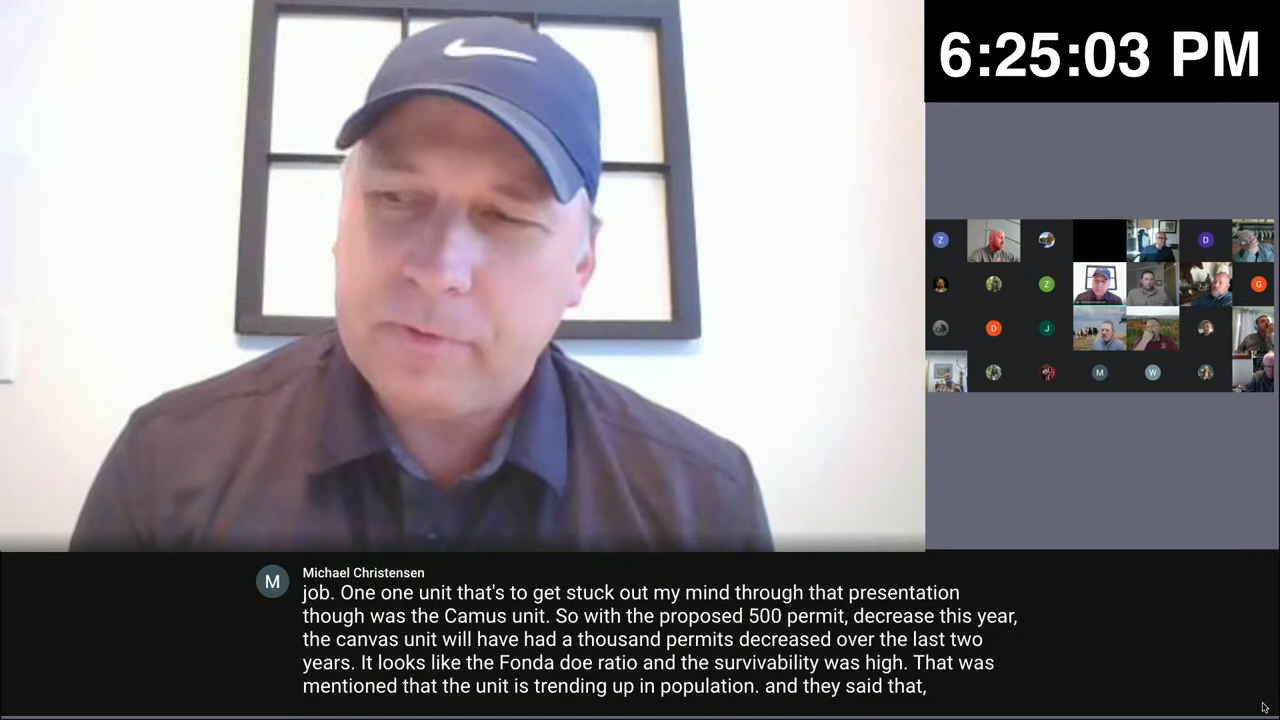 6:25:03 PM
Z
D
Z
G
D
J
M
W
M
Michael Christensen
job. One one unit that's to get stuck out my mind through that presentation
though was the Camus unit. So with the proposed 500 permit, decrease this year,
the canvas unit will have had a thousand permits decreased over the last two
years. It looks like the Fonda doe ratio and the survivability was high. That was
mentioned that the unit is trending up in population. and they said that,